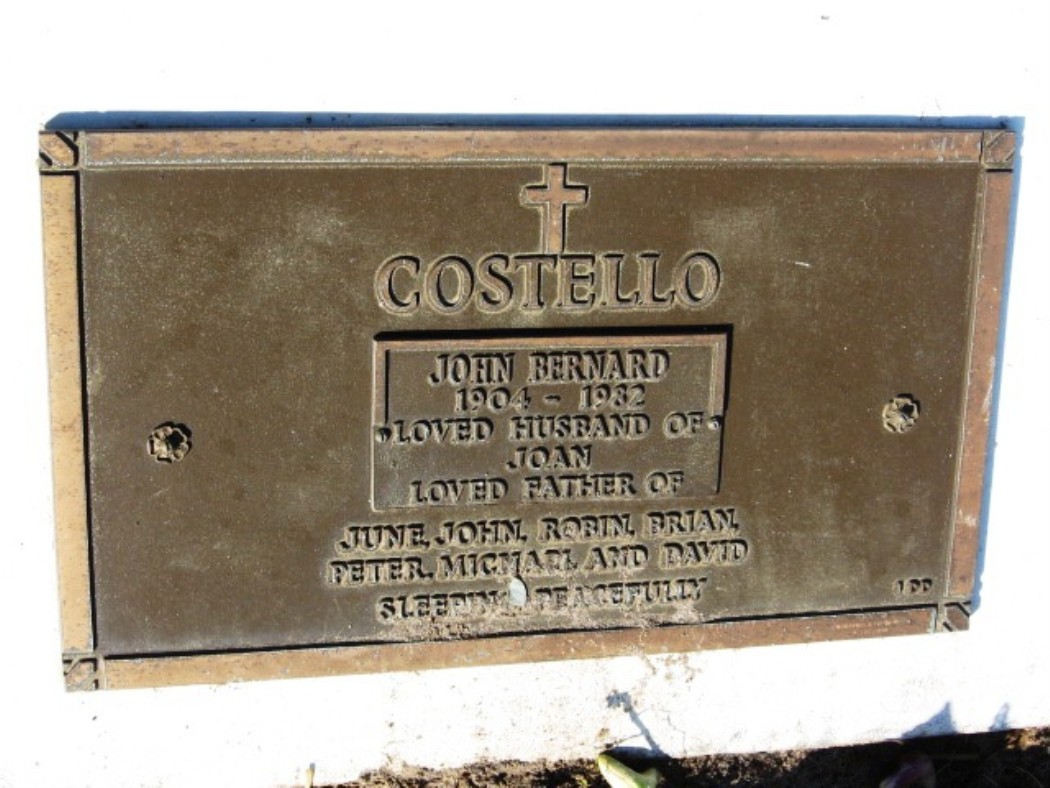 COSTELLO
JOHN BERNARD
1904 - 1982
LOVED HUSBAND OF
JOAN
LOVED FATHER OF
JUNE, JOHN, ROBIN, BRIAN,
PETER, MICHAEL AND DAVID
SLEEPING PEACEFULLY